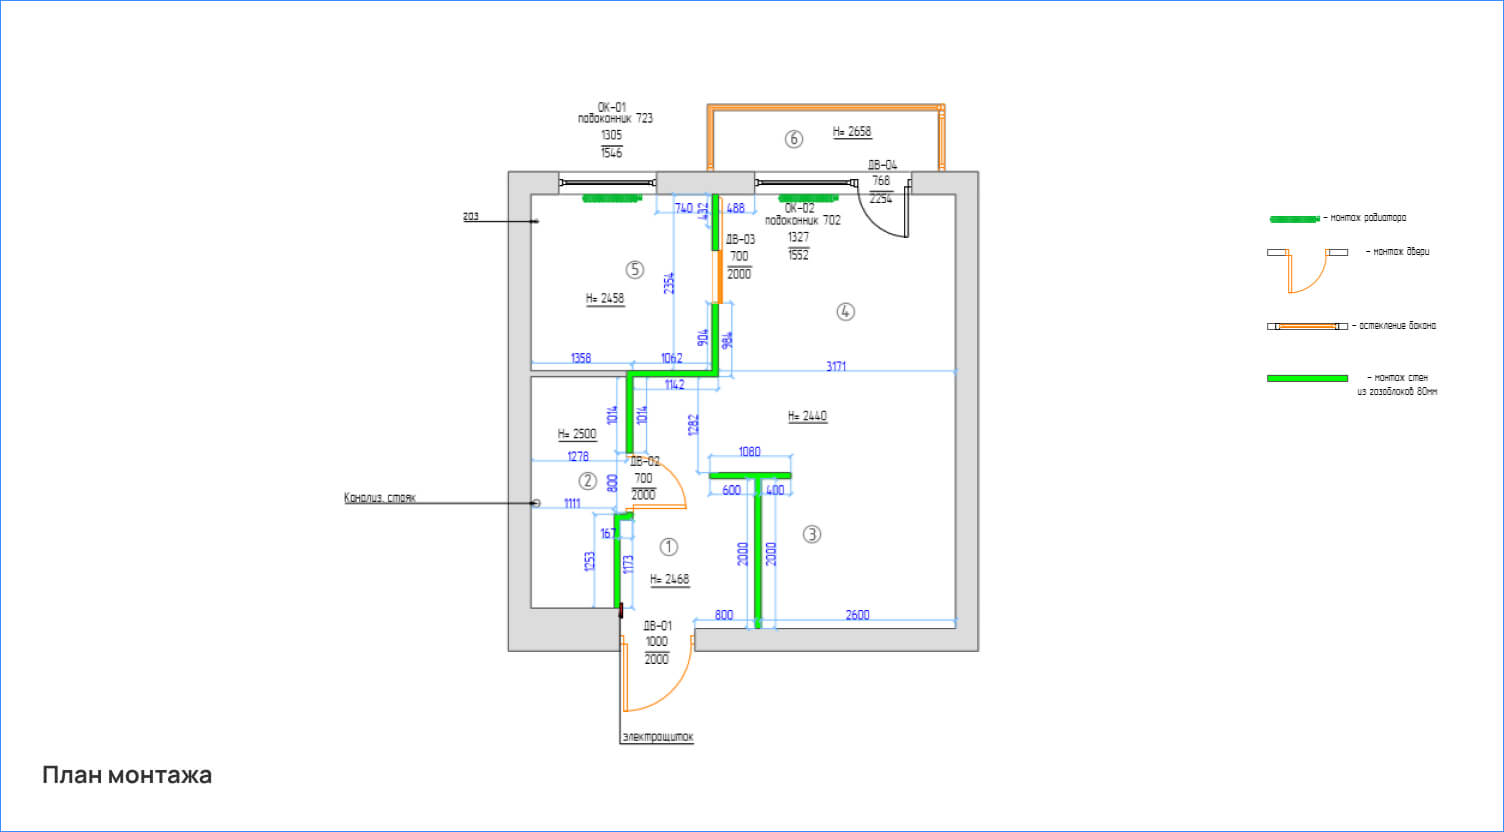 ОК-01
подоконник 723
1305
1546
6
H= 2658
ДВ-04
768
2254
газ
740
432
488
ОК-02
подоконник 702
1327
1552
ДВ-03
700
2000
5
2354
H= 2458
4
904
984
1358
1062
1142
3171
1014
1014
1282
H= 2440
H= 2500
1278
ДВ-02
700
2000
1080
2
800
600
400
Канализ. стояк
1111
167
1
3
1253
1173
2000
2000
H= 2468
800
2600
ДВ-01
1000
2000
электрощиток
- монтаж радиатора
- монтаж двери
- остекление бакона
- монтаж стен
из газоблоков 80мм
План монтажа